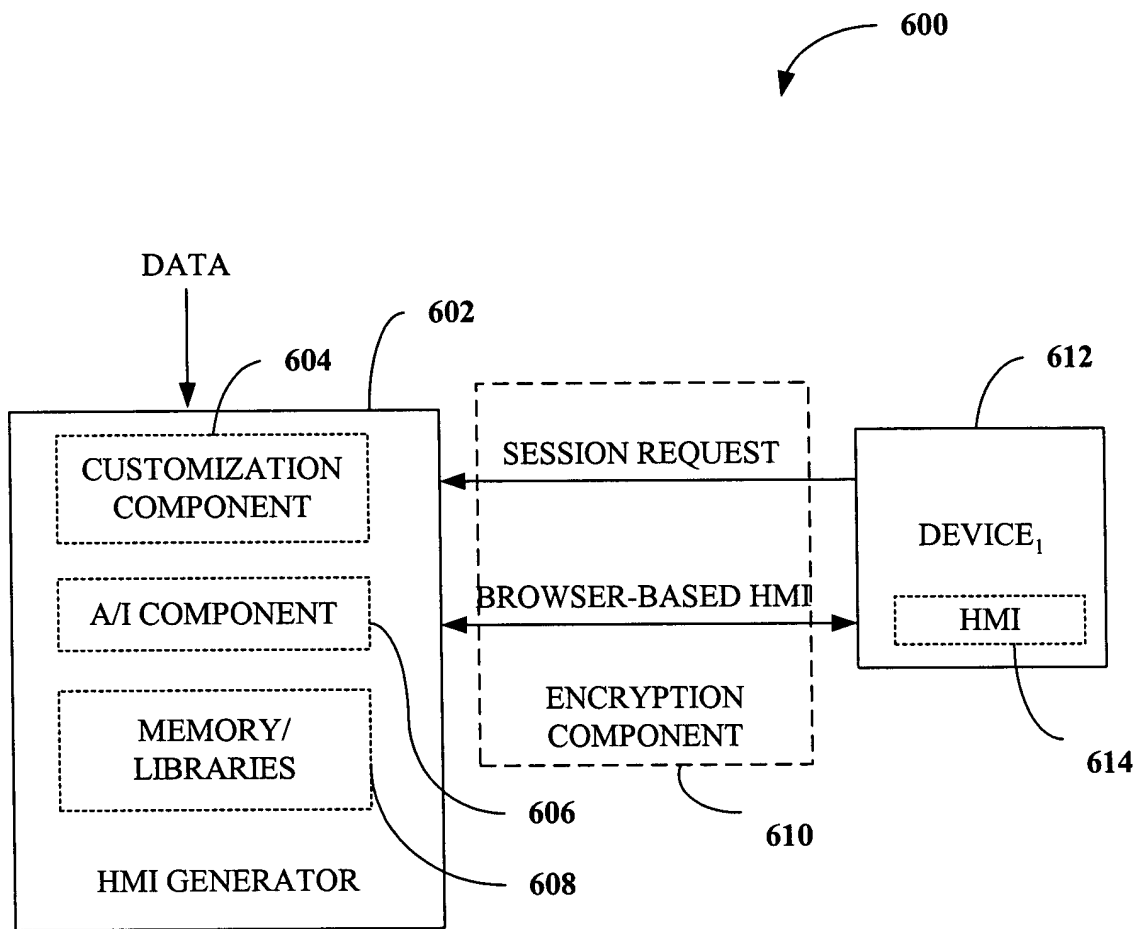 600
DATA
602
604
612
CUSTOMIZATION
COMPONENT
SESSION REQUEST
DEVICE1
A/I COMPONENT
BROWSER-BASED HMI
HMI
MEMORY/
LIBRARIES
ENCRYPTION
COMPONENT
614
606
610
HMI GENERATOR
608